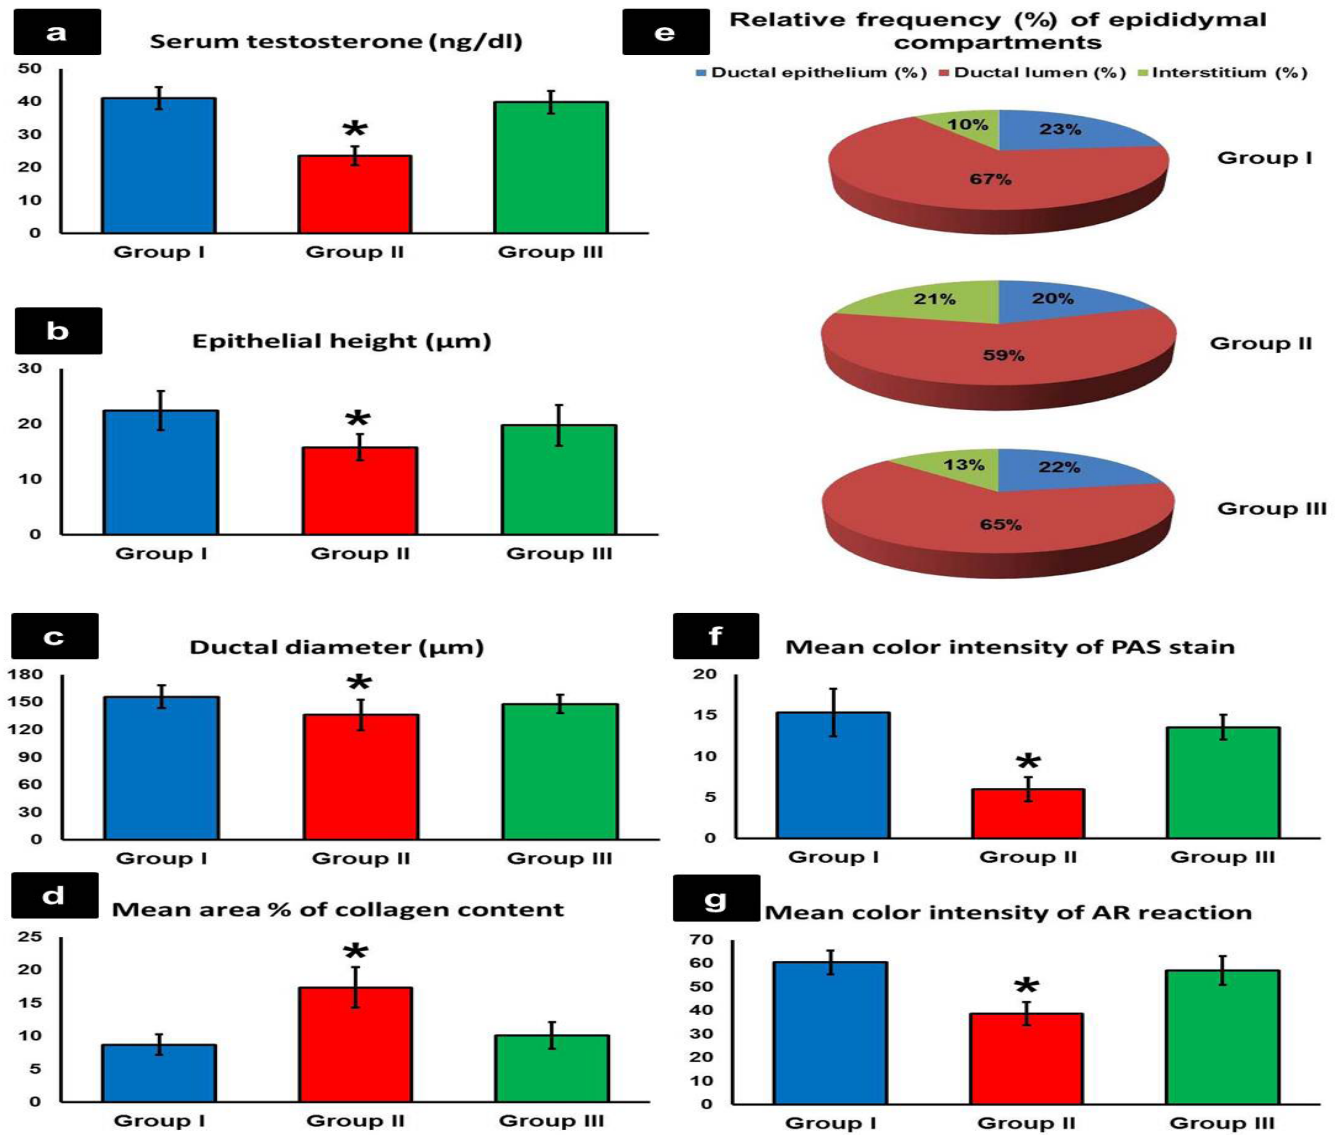 a
Serum testosterone (ng/dl)
50
40
30
20
10
0
*
Group I Group II Group III
b
Epithelial height (µm)
30
20
10
0
*
Group I Group II Group III
c
Ductal diameter (µm)
180
150
120
90
60
30
0
*
Group I Group II Group III
d
Mean area % of collagen content
25
20
15
10
5
0
*
Group I Group II Group III
e
Relative frequency (%) of epididymal
compartments
Ductal epithelium (%) Ductal lumen (%) Interstitium (%)
10% 23%
67%
Group I
21% 20%
59%
Group II
13% 22%
65%
Group III
f
Mean color intensity of PAS stain
20
15
10
5
0
*
Group I Group II Group III
g
Mean color intensity of AR reaction
70
60
50
40
30
20
10
0
*
Group I Group II Group III